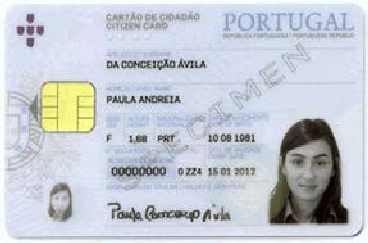 CARTÃO DE CIDADÃO PORTUGAL
CITIZEN CARD REPÚBLICA PORTUGUESA / PORTUGUESE REPUBLIC
DA CONCEIÇÃO ÁVILA
PAULA ANDREIA
F 1,68 PRT 10 08 1981
00000000 0 ZZ4 15 01 2017
Paula Conceição Ávila
SPECIMEN